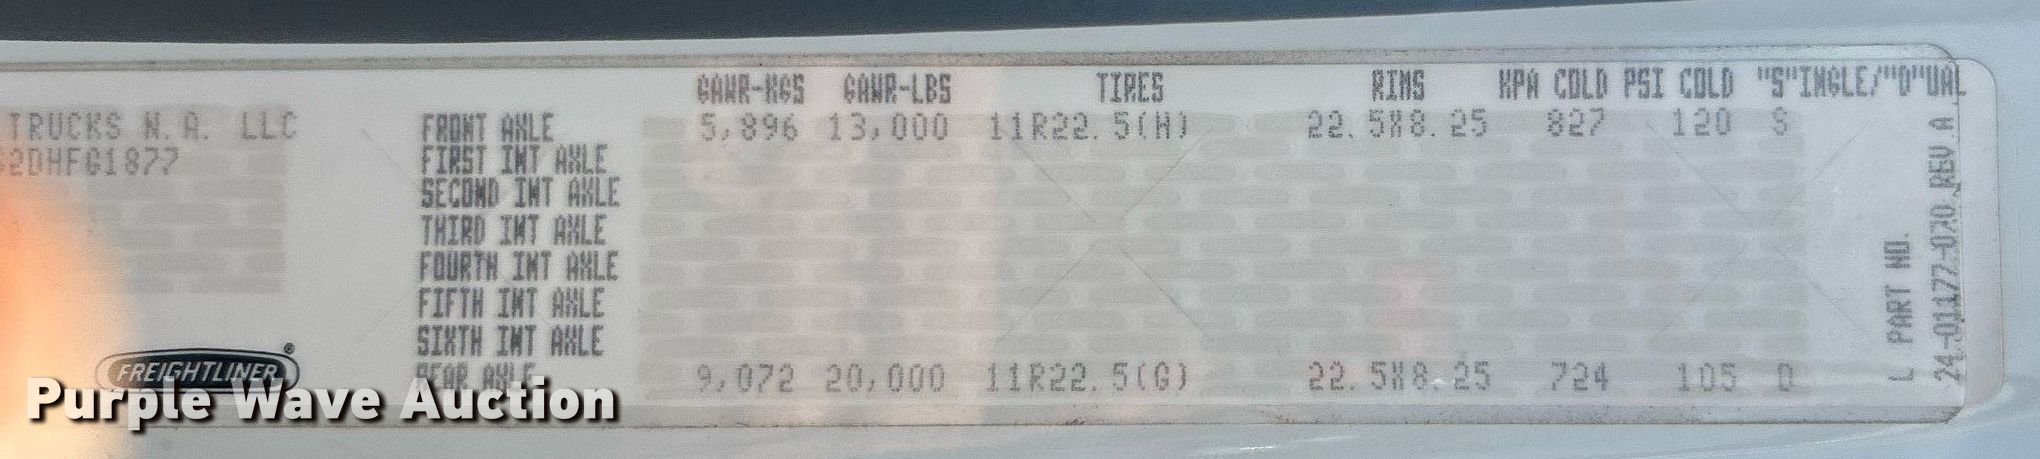 GAWR-KGS GAWR-LBS TIRES RIMS KPA COLD PSI COLD "S"INGLE/"D"UAL
TRUCKS N.A. LLC FRONT AXLE 5,896 13,000 11R22.5(H) 22.5X8.25 827 120 S
G2DHFG1877 FIRST INT AXLE
SECOND INT AXLE
THIRD INT AXLE
FOURTH INT AXLE
FIFTH INT AXLE
SIXTH INT AXLE
REAR AXLE 9,072 20,000 11R22.5(G) 22.5X8.25 724 105 D
FREIGHTLINER®
L PART NO.
24-01177-020 REV A
Purple Wave Auction